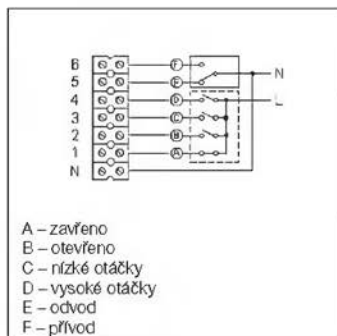 6 F
5 E N
4 D L
3 C
2 B
1 A
N
A – zavřeno
B – otevřeno
C – nízké otáčky
D – vysoké otáčky
E – odvod
F – přívod